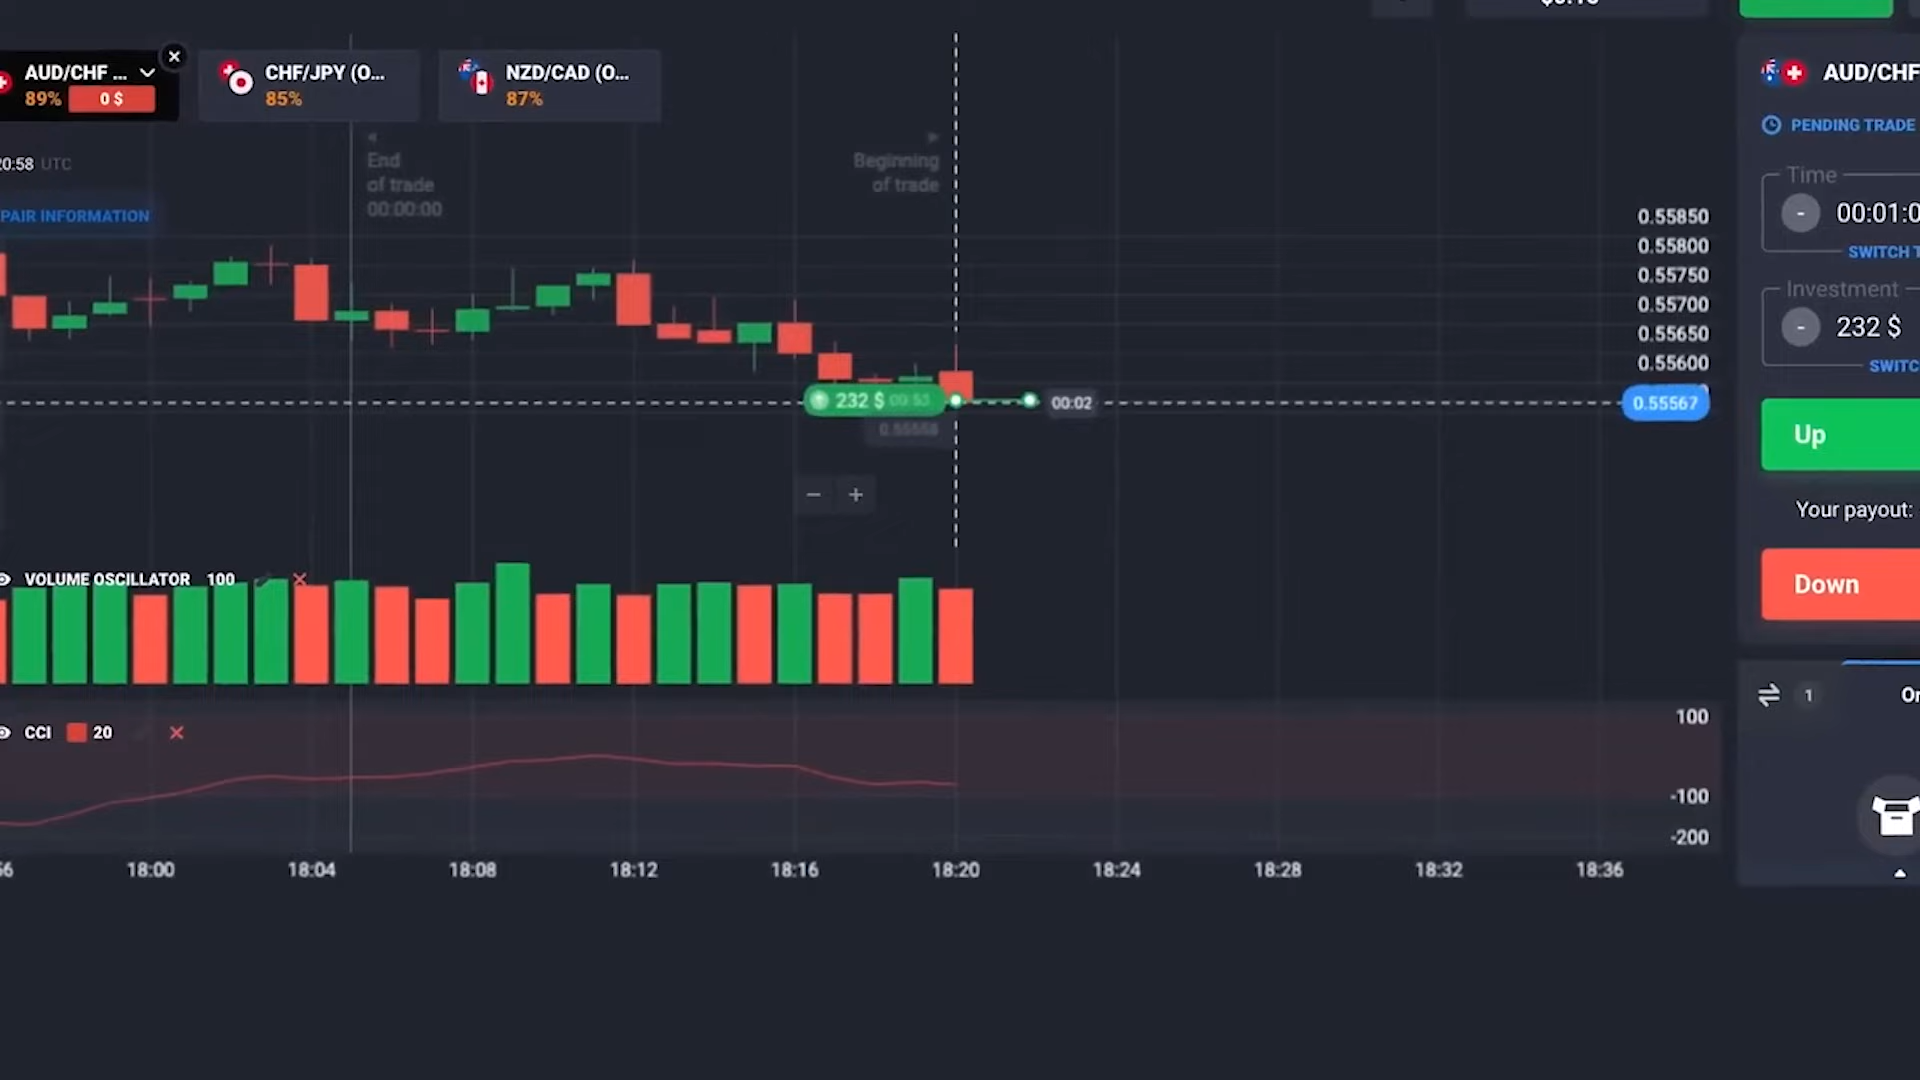 AUD/CHF ...
89% 0 $
CHF/JPY (O...
85%
NZD/CAD (O...
87%
20:58 UTC
PAIR INFORMATION
End
of trade
00:00:00
Beginning
of trade
0.55850
0.55800
0.55750
0.55700
0.55650
0.55600
0.55567
232 $
00:02
0.55558
VOLUME OSCILLATOR 100
CCI 20
100
-100
-200
18:00
18:04
18:08
18:12
18:16
18:20
18:24
18:28
18:32
18:36
AUD/CHF
PENDING TRADE
Time
00:01:0
SWITCH T
Investment
232 $
SWITC
Up
Your payout:
Down
1